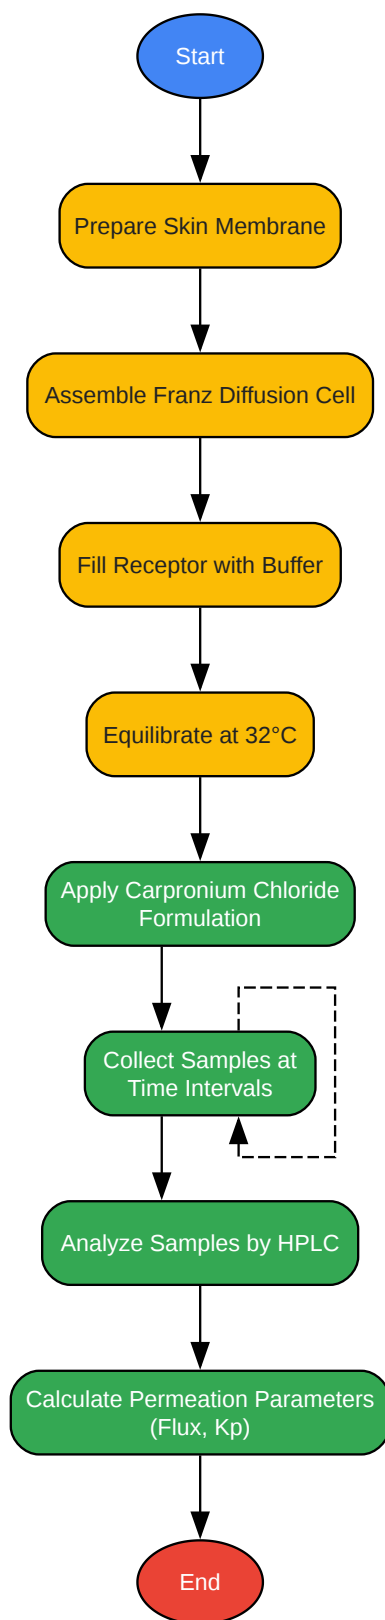 Start
Prepare Skin Membrane
Assemble Franz Diffusion Cell
Fill Receptor with Buffer
Equilibrate at 32°C
Apply Carpronium Chloride
Formulation
Collect Samples at
Time Intervals
Analyze Samples by HPLC
Calculate Permeation Parameters
(Flux, Kp)
End